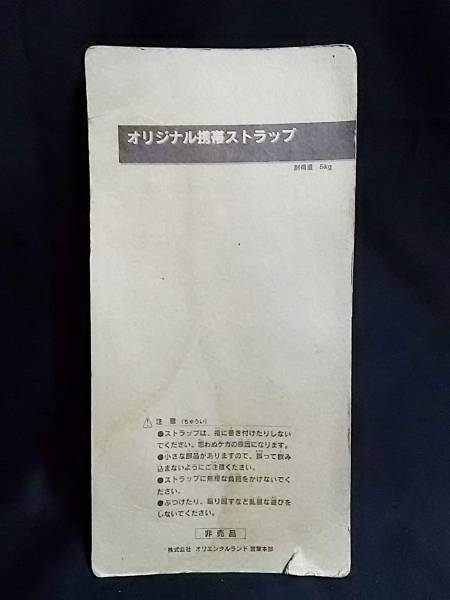 オリジナル携帯ストラップ
耐荷重 5kg
⚠注 意(ちゅうい)
●ストラップは、指に巻き付けたりしない
でください。思わぬケガの原因になります。
●小さな部品がありますので、誤って飲み
込まないようにご注意ください。
●ストラップに無理な負担をかけないでく
ださい。
●ぶつけたり、振り回すなど乱暴な遊びを
しないでください。
非売品
株式会社 オリエンタルランド 営業本部